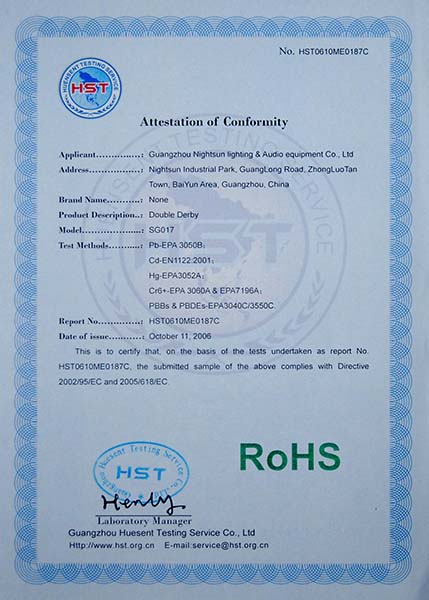 No. HST0610ME0187C
HUESENT TESTING SERVICE
HST
Attestation of Conformity
Applicant..............: Guangzhou Nightsun lighting & Audio equipment Co., Ltd
Address................: Nightsun Industrial Park, GuangLong Road, ZhongLuoTan
Town, BaiYun Area, Guangzhou, China
Brand Name..........: None
Product Description..: Double Derby
Model..................: SG017
Test Methods..........: Pb-EPA 3050B;
Cd-EN1122:2001;
Hg-EPA3052A;
Cr6+-EPA 3060A & EPA7196A;
PBBs & PBDEs-EPA3040C/3550C.
Report No.............: HST0610ME0187C
Date of issue..........: October 11, 2006
This is to certify that, on the basis of the tests undertaken as report No.
HST0610ME0187C, the submitted sample of the above complies with Directive
2002/95/EC and 2005/618/EC.
RoHS
Guangzhou Huesent Testing Service Co., Ltd
HST
Henly
Laboratory Manager
Guangzhou Huesent Testing Service Co., Ltd
Http://www.hst.org.cn E-mail:service@hst.org.cn